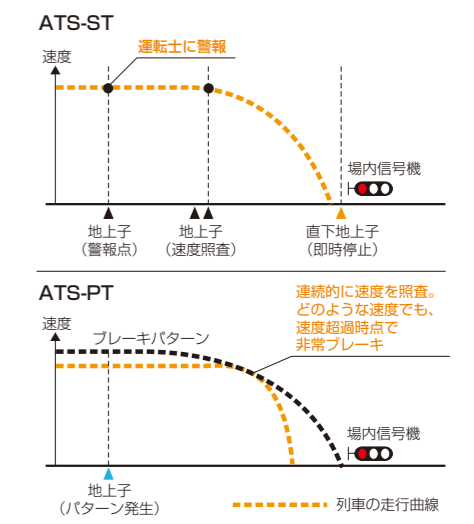 ATS-ST
運転士に警報
速度
場内信号機
地上子
（警報点）
地上子
（速度照査）
直下地上子
（即時停止）
ATS-PT
連続的に速度を照査。
どのような速度でも、
速度超過時点で
非常ブレーキ
速度
ブレーキパターン
場内信号機
地上子
（パターン発生）
列車の走行曲線